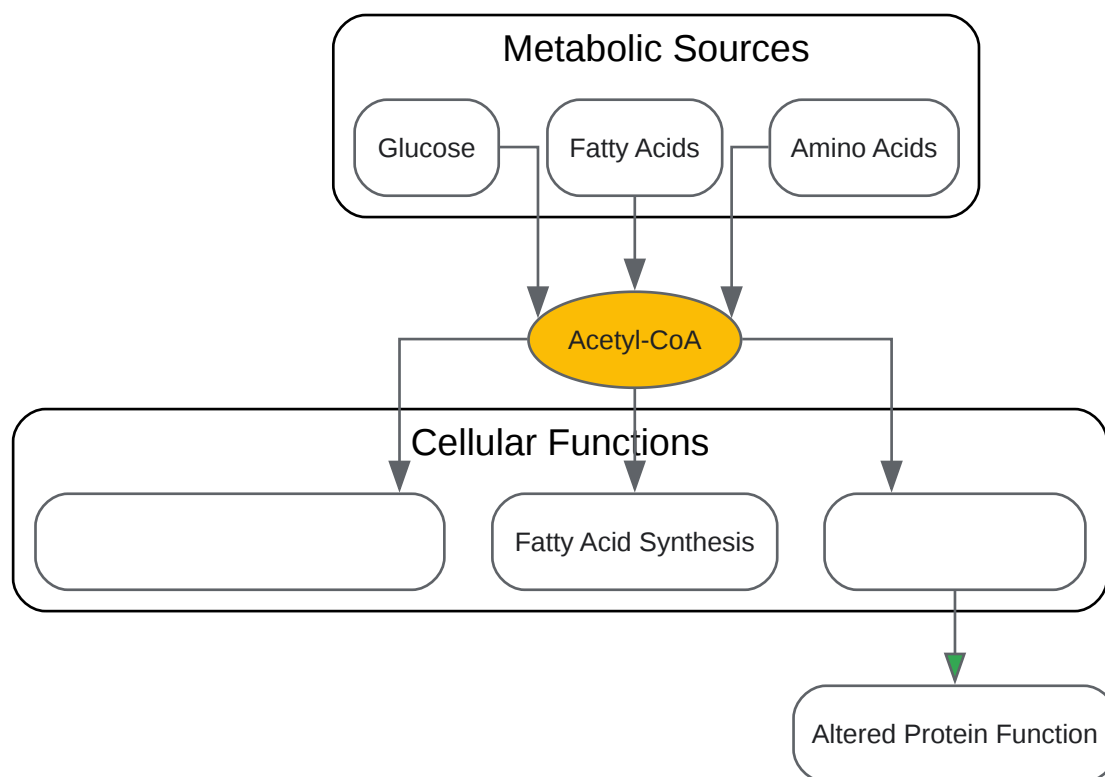 Metabolic Sources
Glucose
Fatty Acids
Amino Acids
Acetyl-CoA
Cellular Functions
Fatty Acid Synthesis
Altered Protein Function